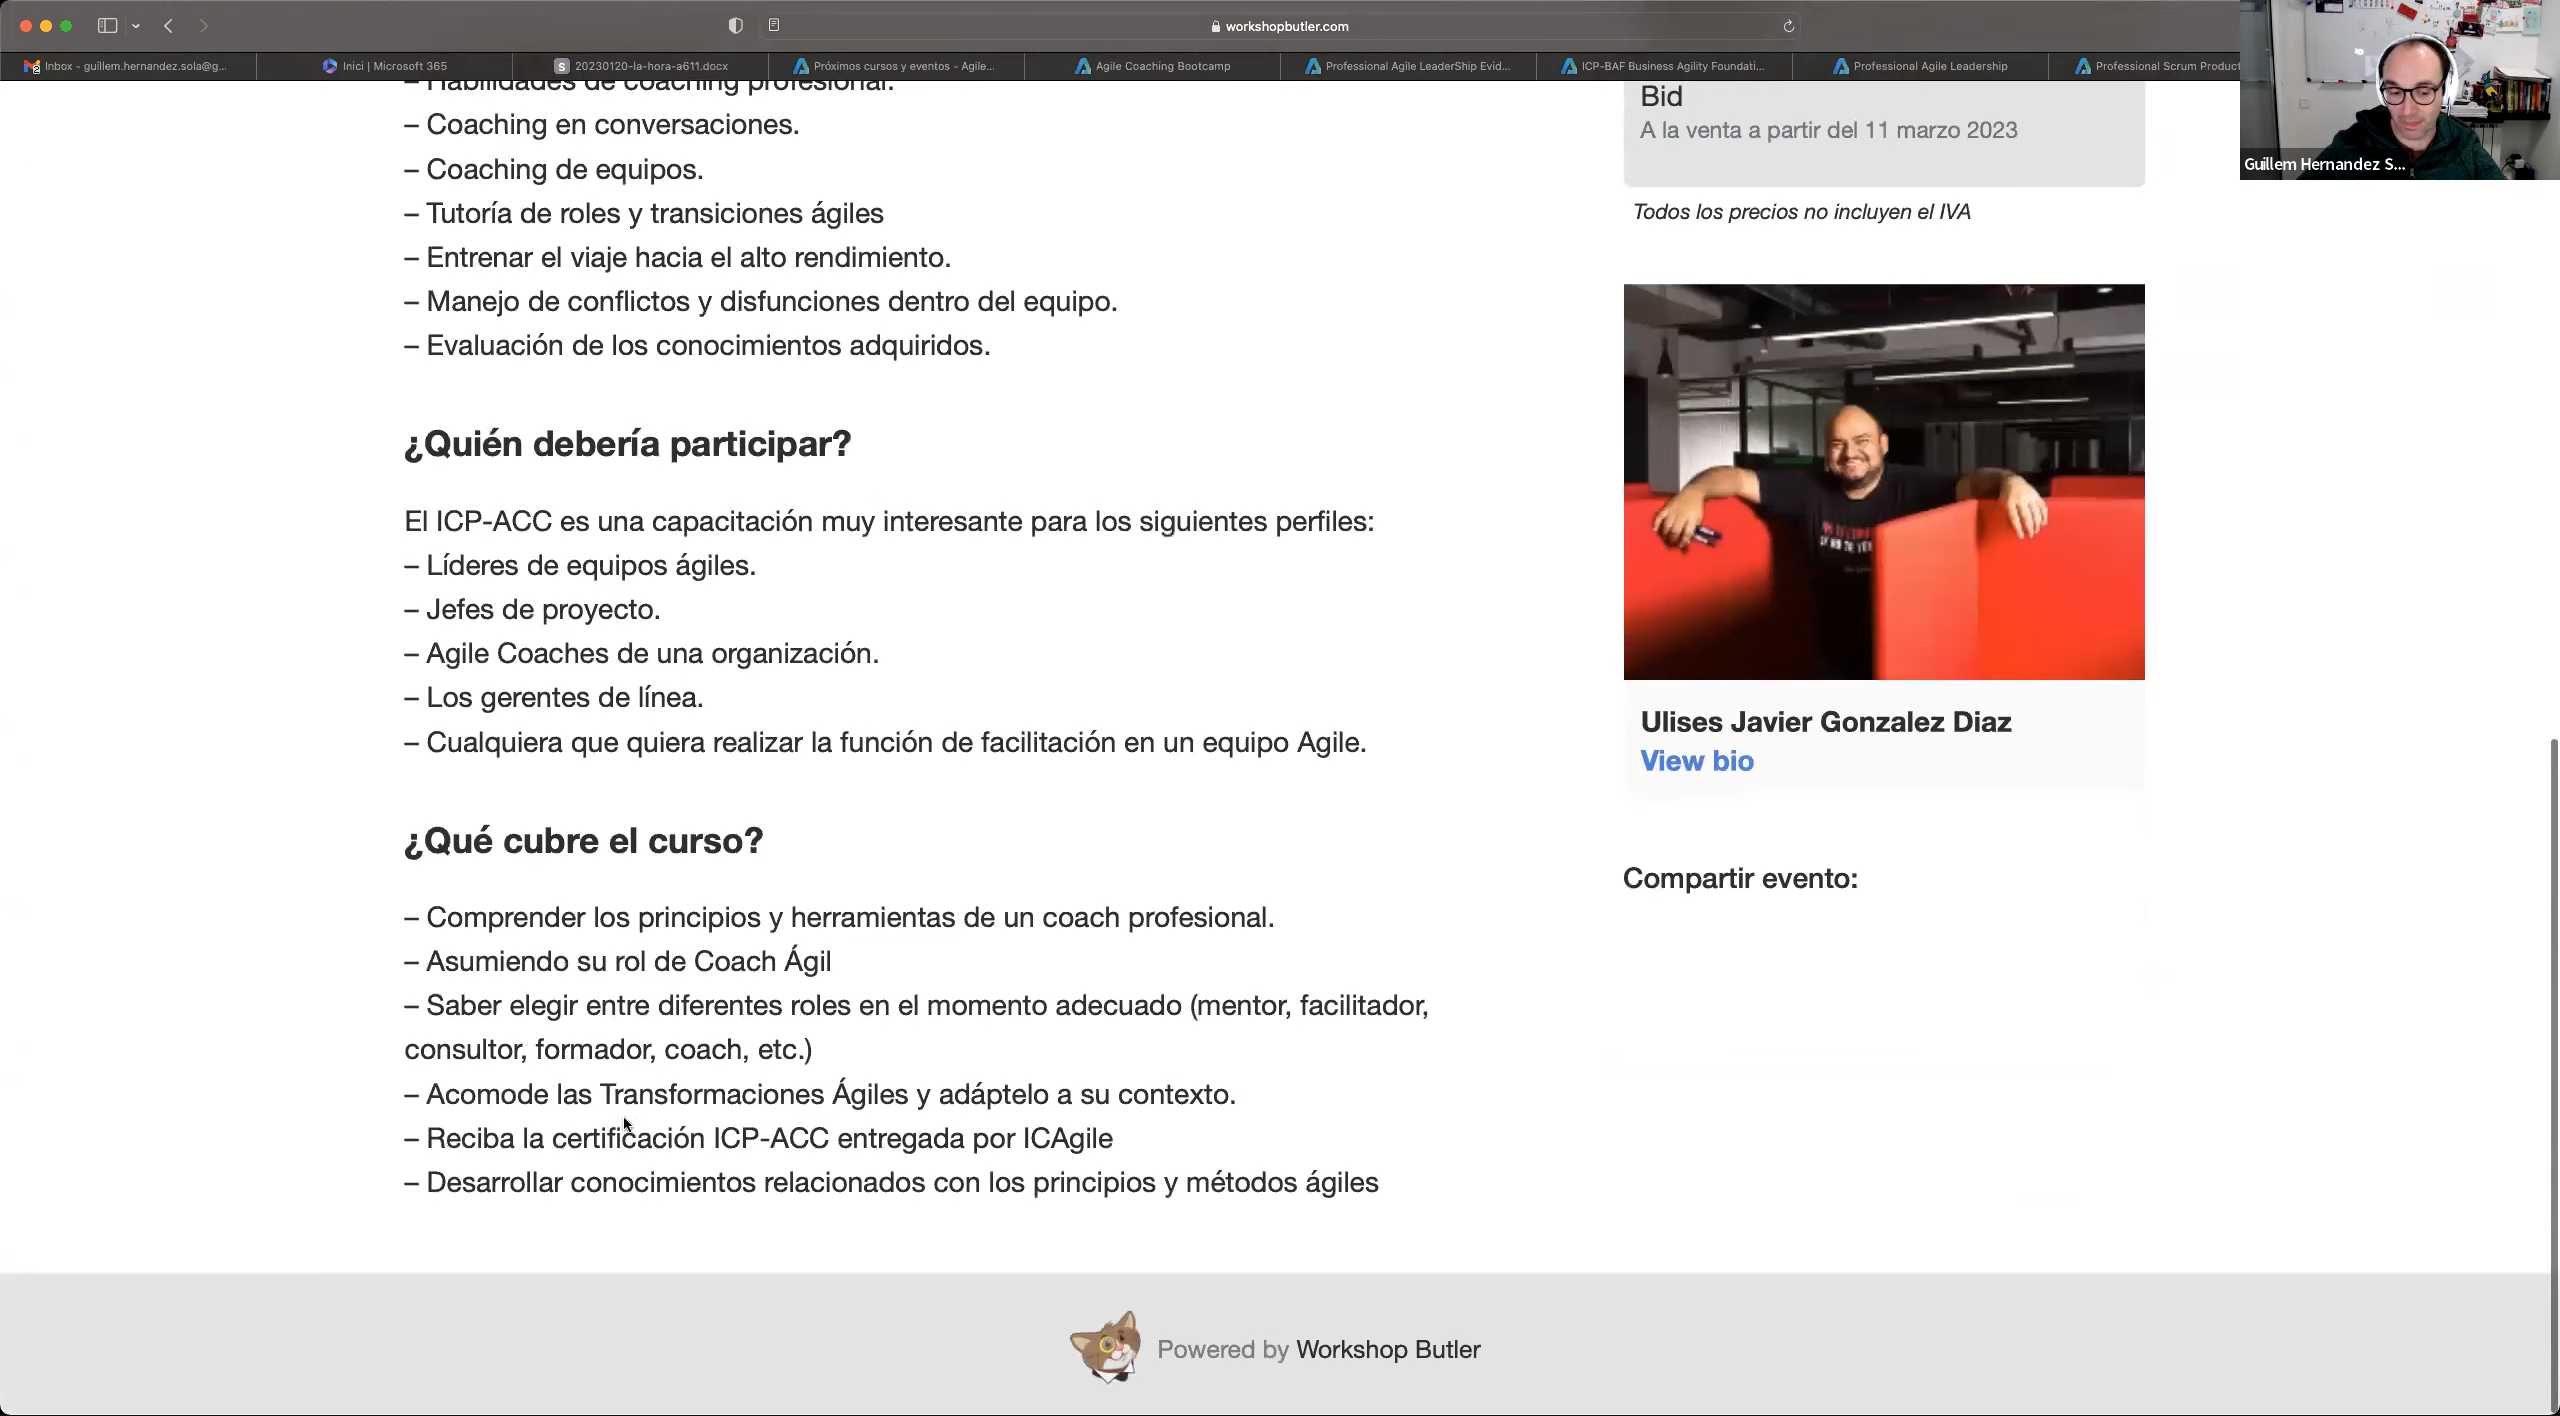 workshopbutler.com
Inbox - guillem.hernandez.sola@g...
Inici | Microsoft 365
20230120-la-hora-a611.docx
Próximos cursos y eventos - Agile...
Agile Coaching Bootcamp
Professional Agile LeaderShip Evid...
ICP-BAF Business Agility Foundati...
Professional Agile Leadership
Professional Scrum Product
Guillem Hernandez S...
– Habilidades de coaching profesional.
– Coaching en conversaciones.
– Coaching de equipos.
– Tutoría de roles y transiciones ágiles
– Entrenar el viaje hacia el alto rendimiento.
– Manejo de conflictos y disfunciones dentro del equipo.
– Evaluación de los conocimientos adquiridos.
¿Quién debería participar?
El ICP-ACC es una capacitación muy interesante para los siguientes perfiles:
– Líderes de equipos ágiles.
– Jefes de proyecto.
– Agile Coaches de una organización.
– Los gerentes de línea.
– Cualquiera que quiera realizar la función de facilitación en un equipo Agile.
¿Qué cubre el curso?
– Comprender los principios y herramientas de un coach profesional.
– Asumiendo su rol de Coach Ágil
– Saber elegir entre diferentes roles en el momento adecuado (mentor, facilitador,
consultor, formador, coach, etc.)
– Acomode las Transformaciones Ágiles y adáptelo a su contexto.
– Reciba la certificación ICP-ACC entregada por ICAgile
– Desarrollar conocimientos relacionados con los principios y métodos ágiles
Bid
A la venta a partir del 11 marzo 2023
Todos los precios no incluyen el IVA
Ulises Javier Gonzalez Diaz
View bio
Compartir evento:
Powered by Workshop Butler